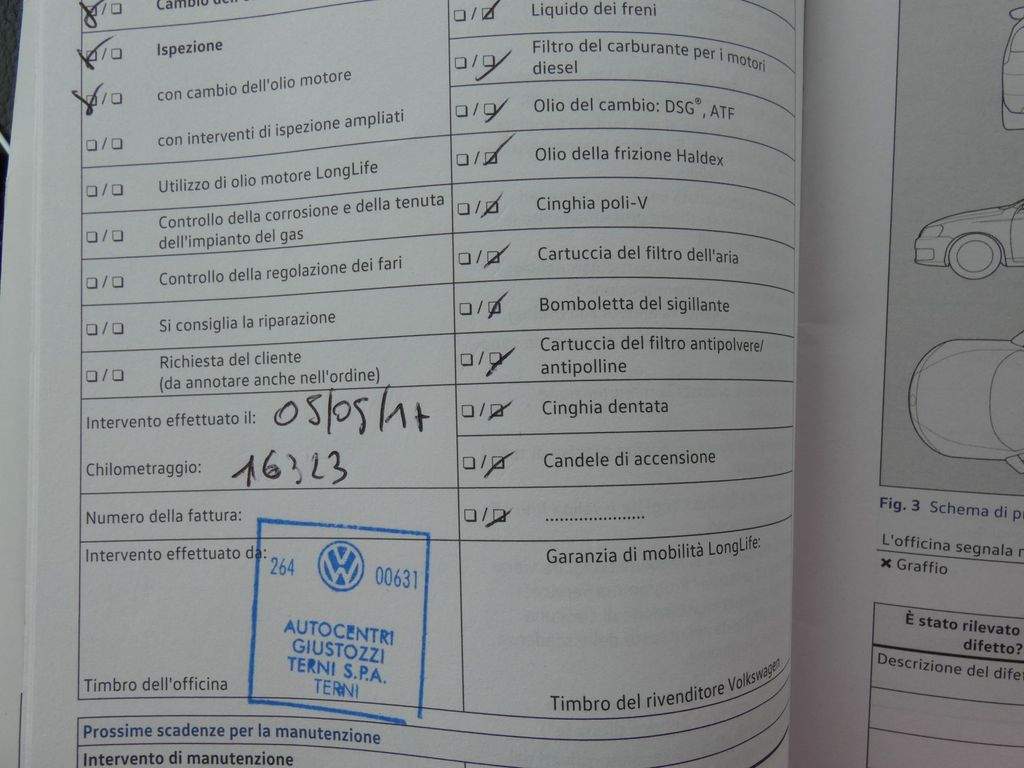 Ispezione
con cambio dell'olio motore
con interventi di ispezione ampliati
Utilizzo di olio motore LongLife
Controllo della corrosione e della tenuta
dell'impianto del gas
Controllo della regolazione dei fari
Si consiglia la riparazione
Richiesta del cliente
(da annotare anche nell'ordine)
Intervento effettuato il: 05/05/17
Chilometraggio: 16323
Numero della fattura:
Intervento effettuato da:
264 00631
AUTOCENTRI
GIUSTOZZI
TERNI S.P.A.
TERNI
Timbro dell'officina
Liquido dei freni
Filtro del carburante per i motori
diesel
Olio del cambio: DSG®, ATF
Olio della frizione Haldex
Cinghia poli-V
Cartuccia del filtro dell'aria
Bomboletta del sigillante
Cartuccia del filtro antipolvere/
antipolline
Cinghia dentata
Candele di accensione
.....................
Garanzia di mobilità LongLife:
Timbro del rivenditore Volkswagen
Prossime scadenze per la manutenzione
Intervento di manutenzione
Fig. 3 Schema di
L'officina segnala
✖ Graffio
È stato rilevato
difetto?
Descrizione del